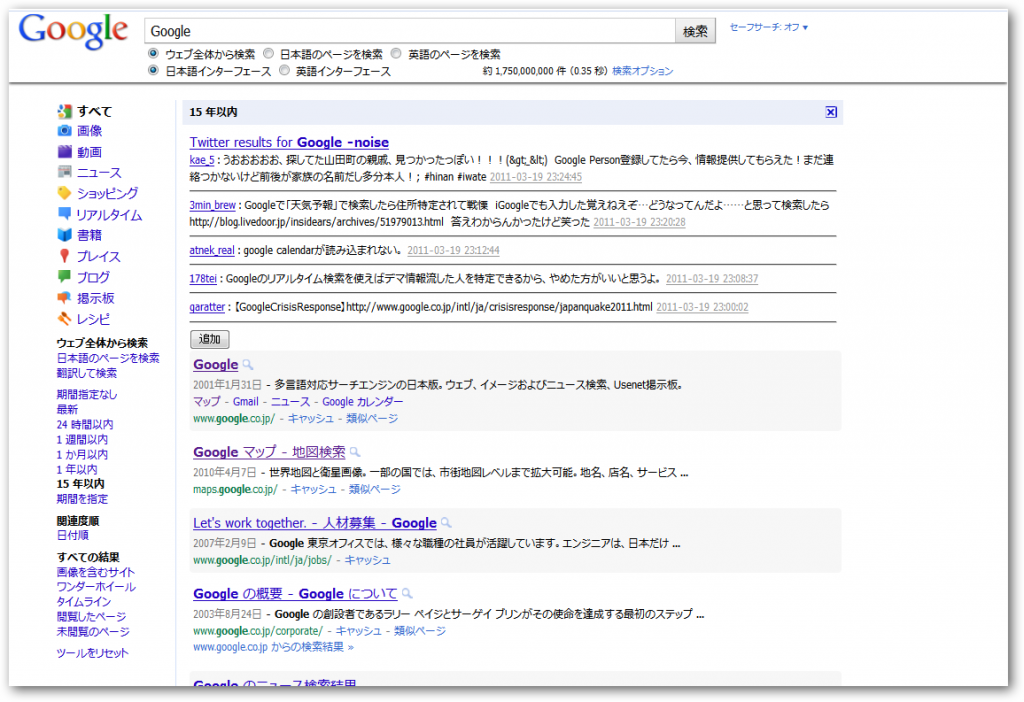 Google
Google 検索 セーフサーチ: オフ ▼
ウェブ全体から検索 日本語のページを検索 英語のページを検索
日本語インターフェース 英語インターフェース 約 1,750,000,000 件 (0.35 秒) 検索オプション
すべて
画像
動画
ニュース
ショッピング
リアルタイム
書籍
プレイス
ブログ
掲示板
レシピ
ウェブ全体から検索
日本語のページを検索
翻訳して検索
期間指定なし
最新
24 時間以内
1 週間以内
1 か月以内
1 年以内
15 年以内
期間を指定
関連度順
日付順
すべての結果
画像を含むサイト
ワンダーホイール
タイムライン
閲覧したページ
未閲覧のページ
ツールをリセット
15 年以内
Twitter results for Google -noise
kae_5 : うおおおおお、探してた山田町の親戚、見つかったっぽい！！！(&gt_&lt;) Google Person登録してたら今、情報提供してもらえた！まだ連
絡つかないけど前後が家族の名前だし多分本人！; #hinan #iwate 2011-03-19 23:24:45
3min_brew : Googleで「天気予報」で検索したら住所特定されて戦慄 iGoogleでも入力した覚えねえぞ…どうなってんだよ……と思って検索したら
http://blog.livedoor.jp/insidears/archives/51979013.html 答えわからんかったけど笑った 2011-03-19 23:20:28
atnek_real : google calendarが読み込まれない。 2011-03-19 23:12:44
178tei : Googleのリアルタイム検索を使えばデマ情報流した人を特定できるから、やめた方がいいと思うよ。 2011-03-19 23:08:37
garatter : 【GoogleCrisisResponse】http://www.google.co.jp/intl/ja/crisisresponse/japanquake2011.html 2011-03-19 23:00:02
追加
Google
2001年1月31日 - 多言語対応サーチエンジンの日本版。ウェブ、イメージおよびニュース検索、Usenet掲示板。
マップ - Gmail - ニュース - Google カレンダー
www.google.co.jp/ - キャッシュ - 類似ページ
Google マップ - 地図検索
2010年4月7日 - 世界地図と衛星画像。一部の国では、市街地図レベルまで拡大可能。地名、店名、サービス ...
maps.google.co.jp/ - キャッシュ - 類似ページ
Let's work together. - 人材募集 - Google
2007年2月9日 - Google 東京オフィスでは、様々な職種の社員が活躍しています。エンジニアは、日本だけ ...
www.google.co.jp/intl/ja/jobs/ - キャッシュ
Google の概要 - Google について
2003年8月24日 - Google の創設者であるラリー ペイジとサーゲイ ブリンがその使命を達成する最初のステップ ...
www.google.co.jp/corporate/ - キャッシュ - 類似ページ
www.google.co.jp からの検索結果 »
Google のニュース検索結果